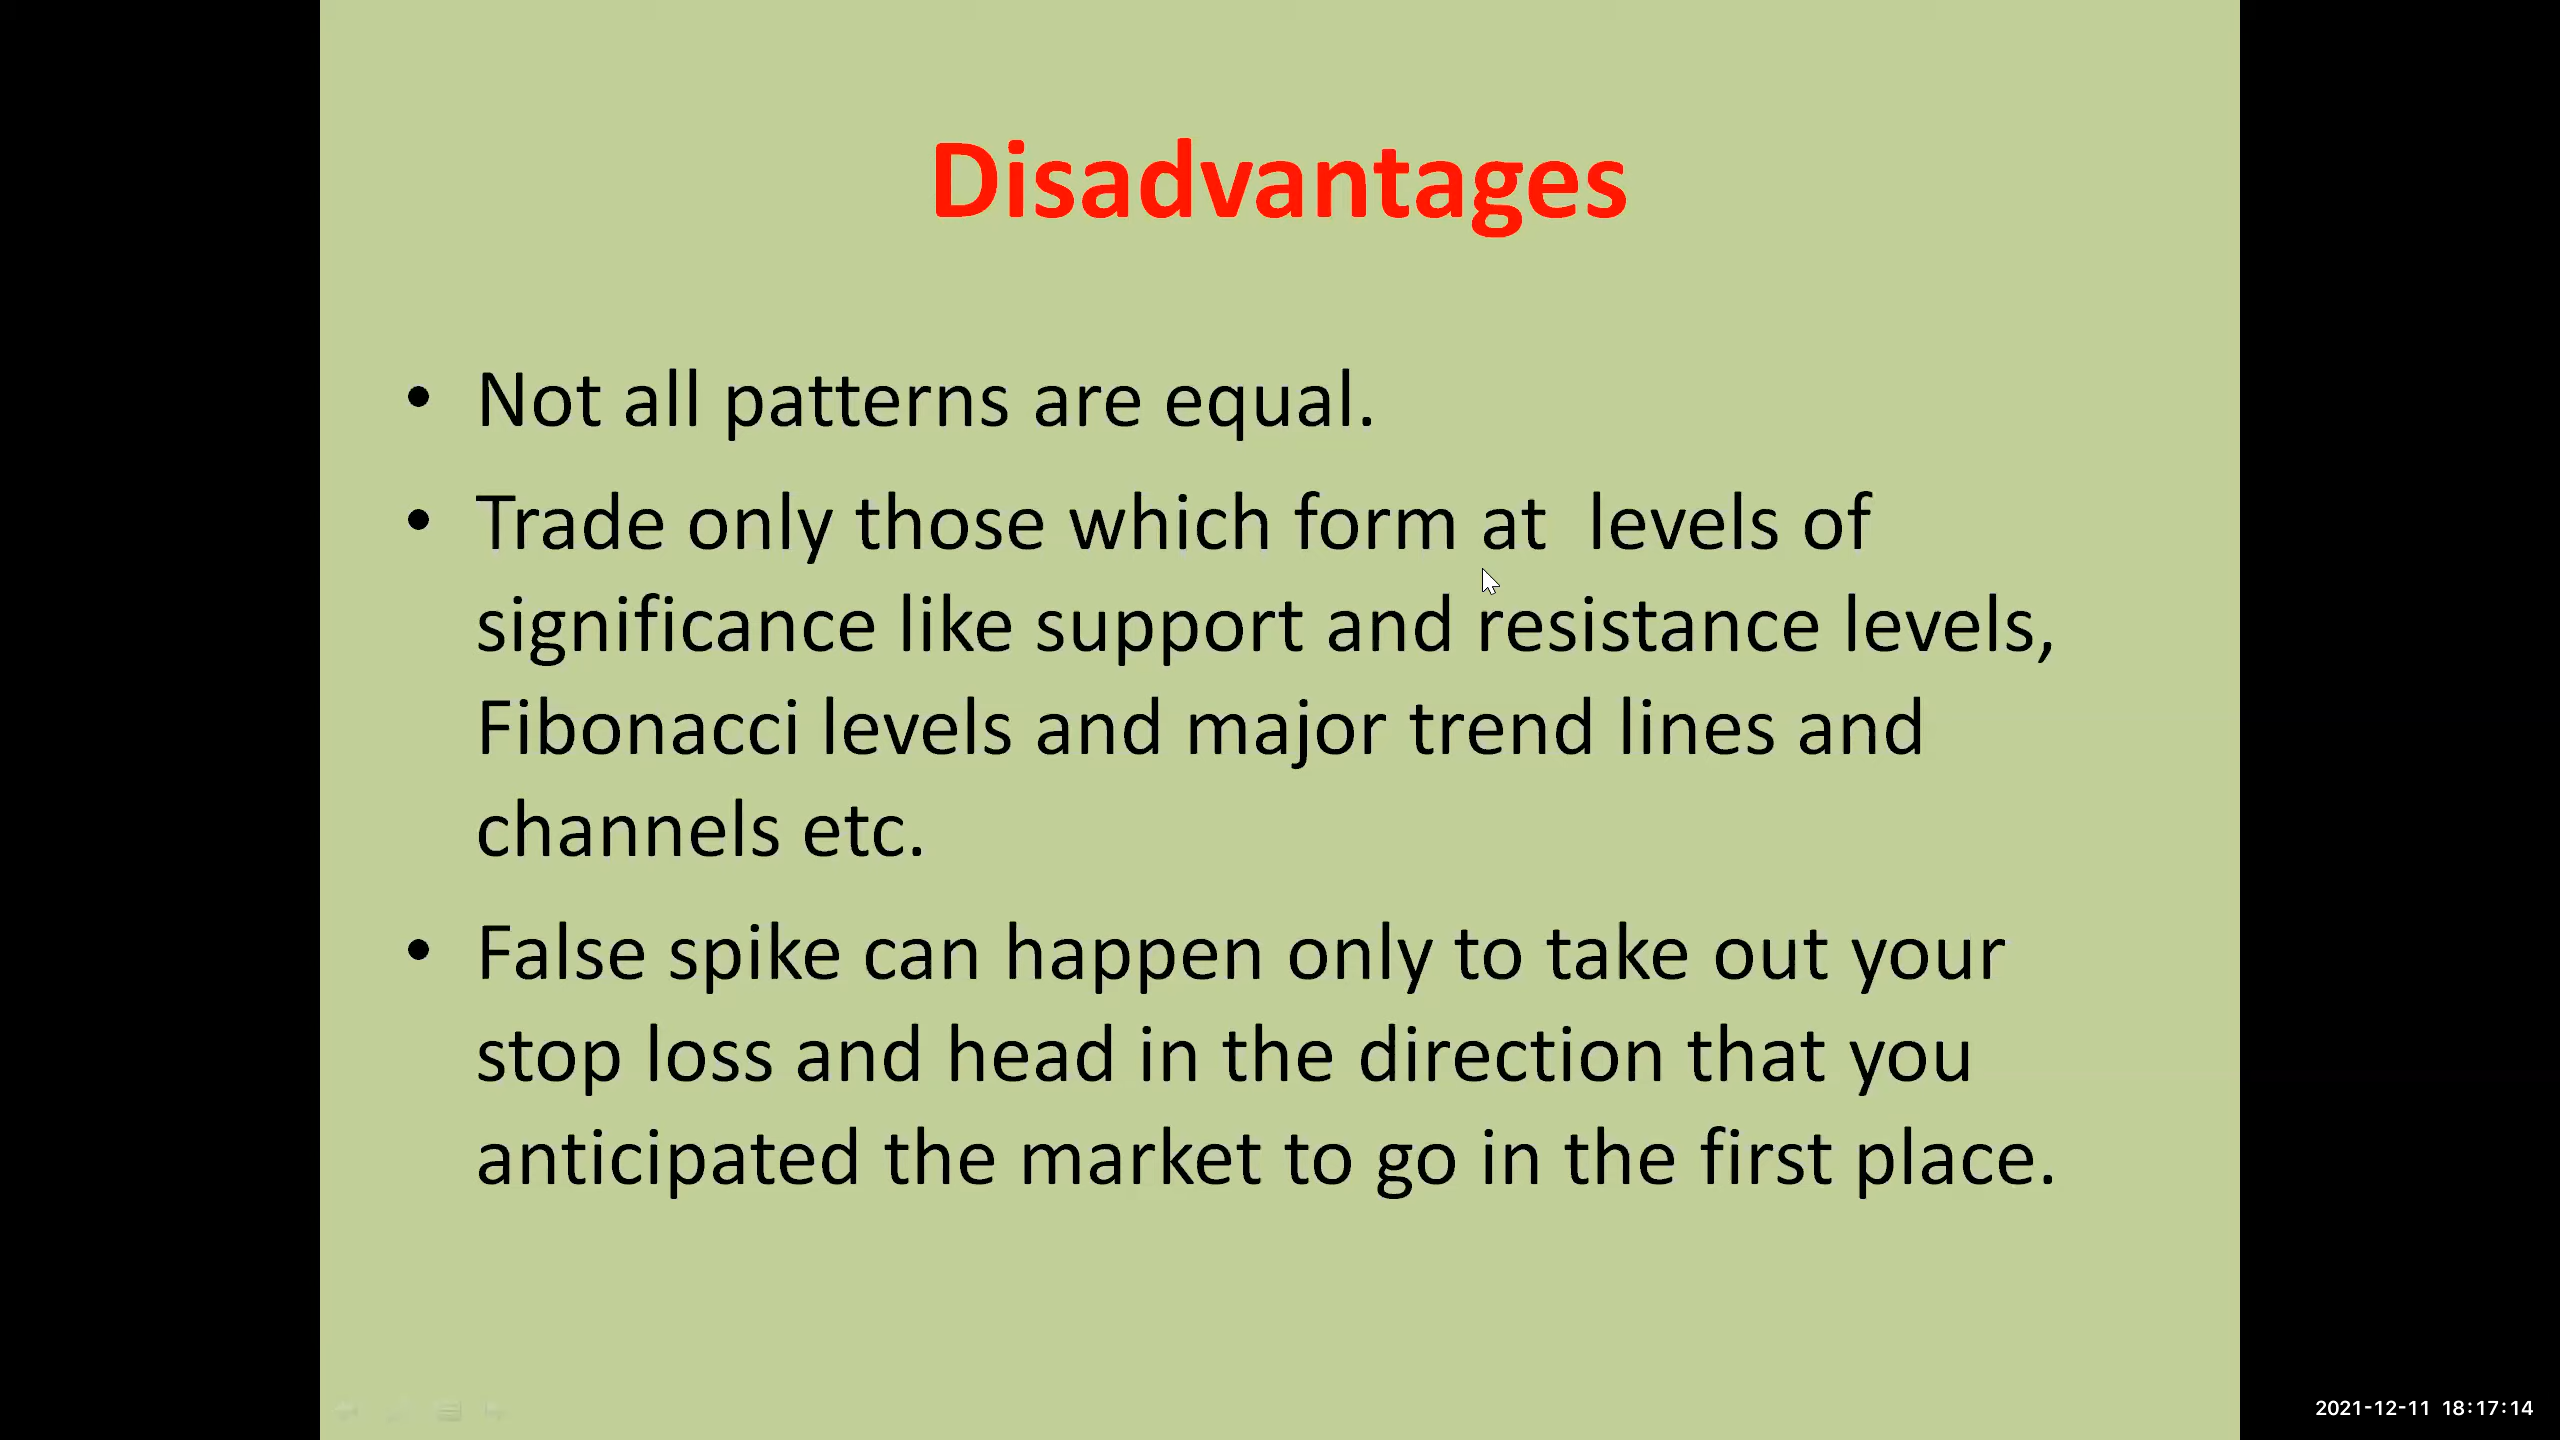 Disadvantages
• Not all patterns are equal.
• Trade only those which form at  levels of
significance like support and resistance levels,
Fibonacci levels and major trend lines and
channels etc.
• False spike can happen only to take out your
stop loss and head in the direction that you
anticipated the market to go in the first place.
2021-12-11 18:17:14